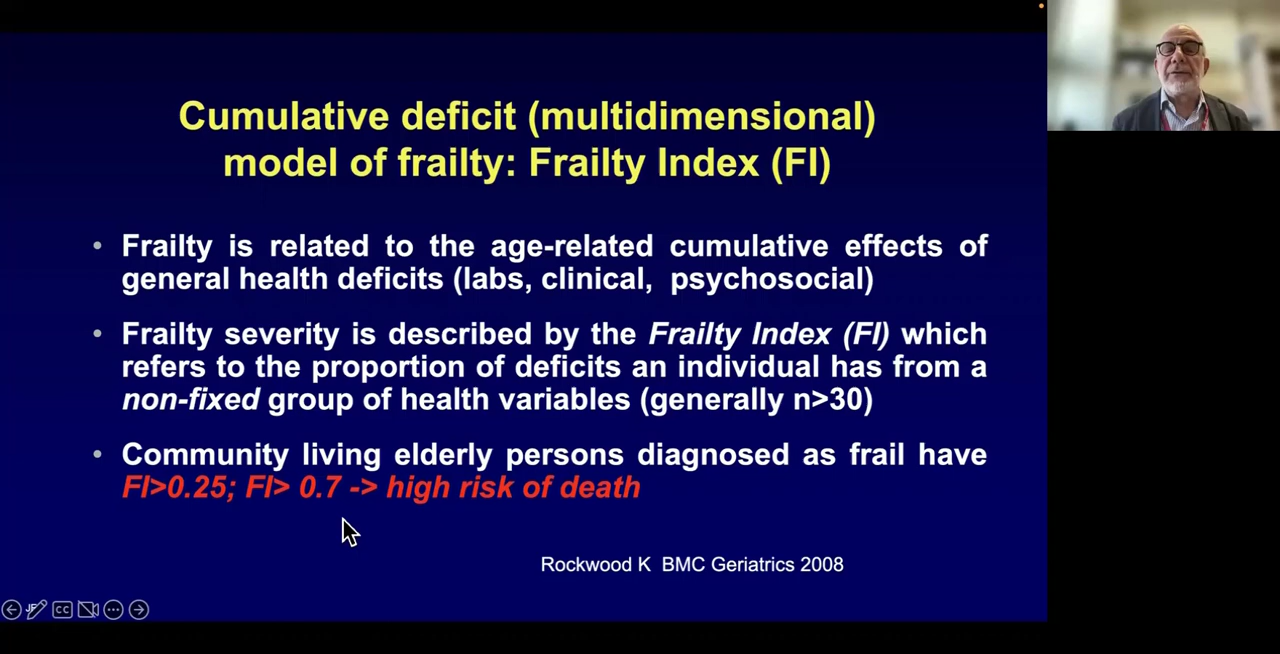 Cumulative deficit (multidimensional)
model of frailty: Frailty Index (FI)
• Frailty is related to the age-related cumulative effects of
general health deficits (labs, clinical, psychosocial)
• Frailty severity is described by the Frailty Index (FI) which
refers to the proportion of deficits an individual has from a
non-fixed group of health variables (generally n>30)
• Community living elderly persons diagnosed as frail have
FI>0.25; FI> 0.7 -> high risk of death
Rockwood K BMC Geriatrics 2008
CC